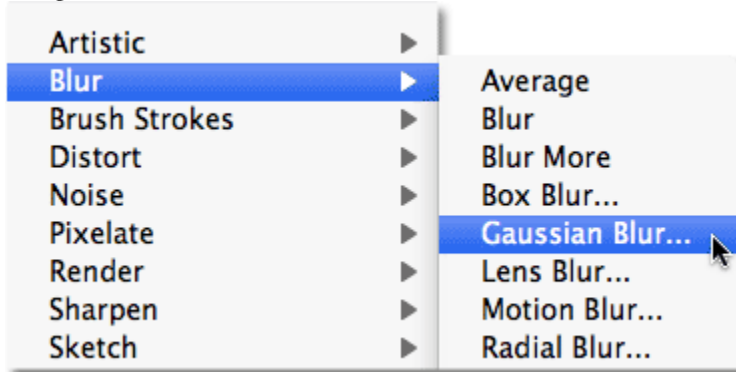 Artistic
Blur
Brush Strokes
Distort
Noise
Pixelate
Render
Sharpen
Sketch
Average
Blur
Blur More
Box Blur...
Gaussian Blur...
Lens Blur...
Motion Blur...
Radial Blur...